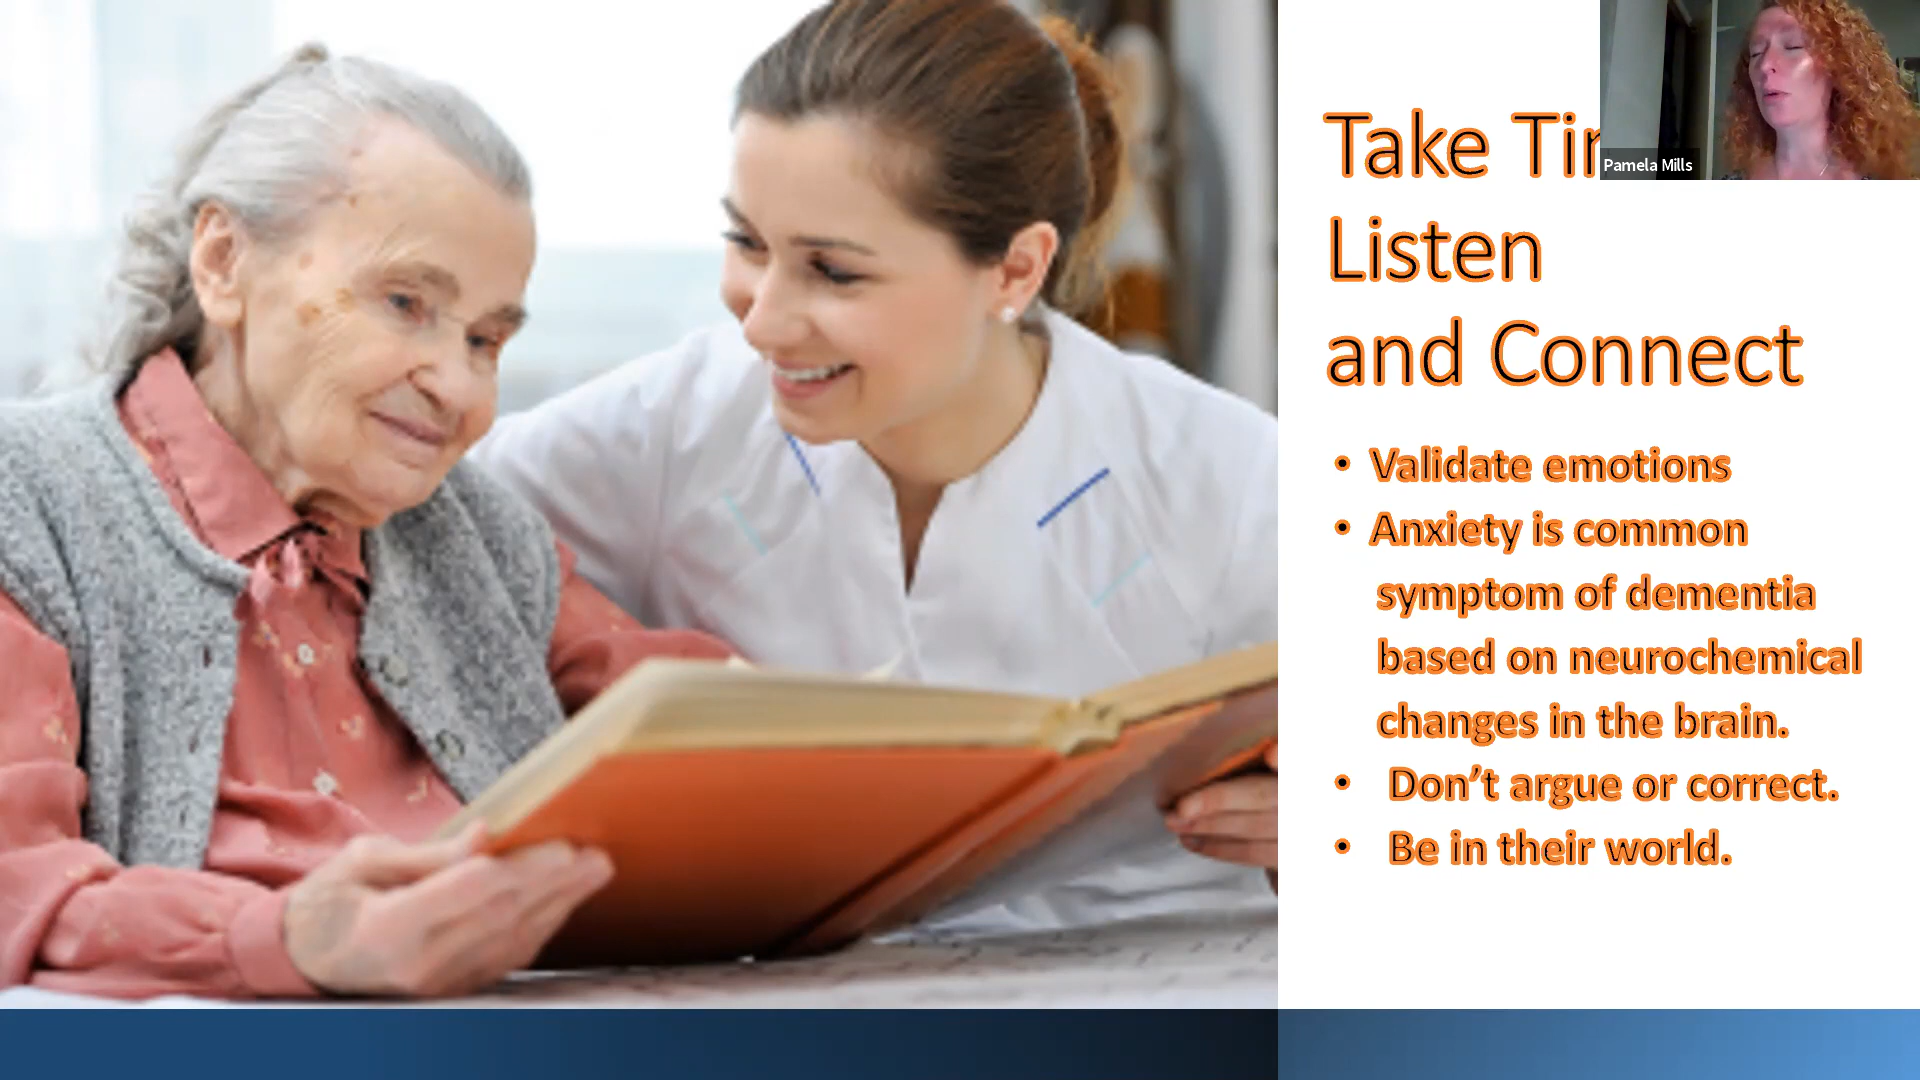 Take
Listen
and Connect
Pamela Mills
• Validate emotions
• Anxiety is common
symptom of dementia
based on neurochemical
changes in the brain.
• Don’t argue or correct.
• Be in their world.